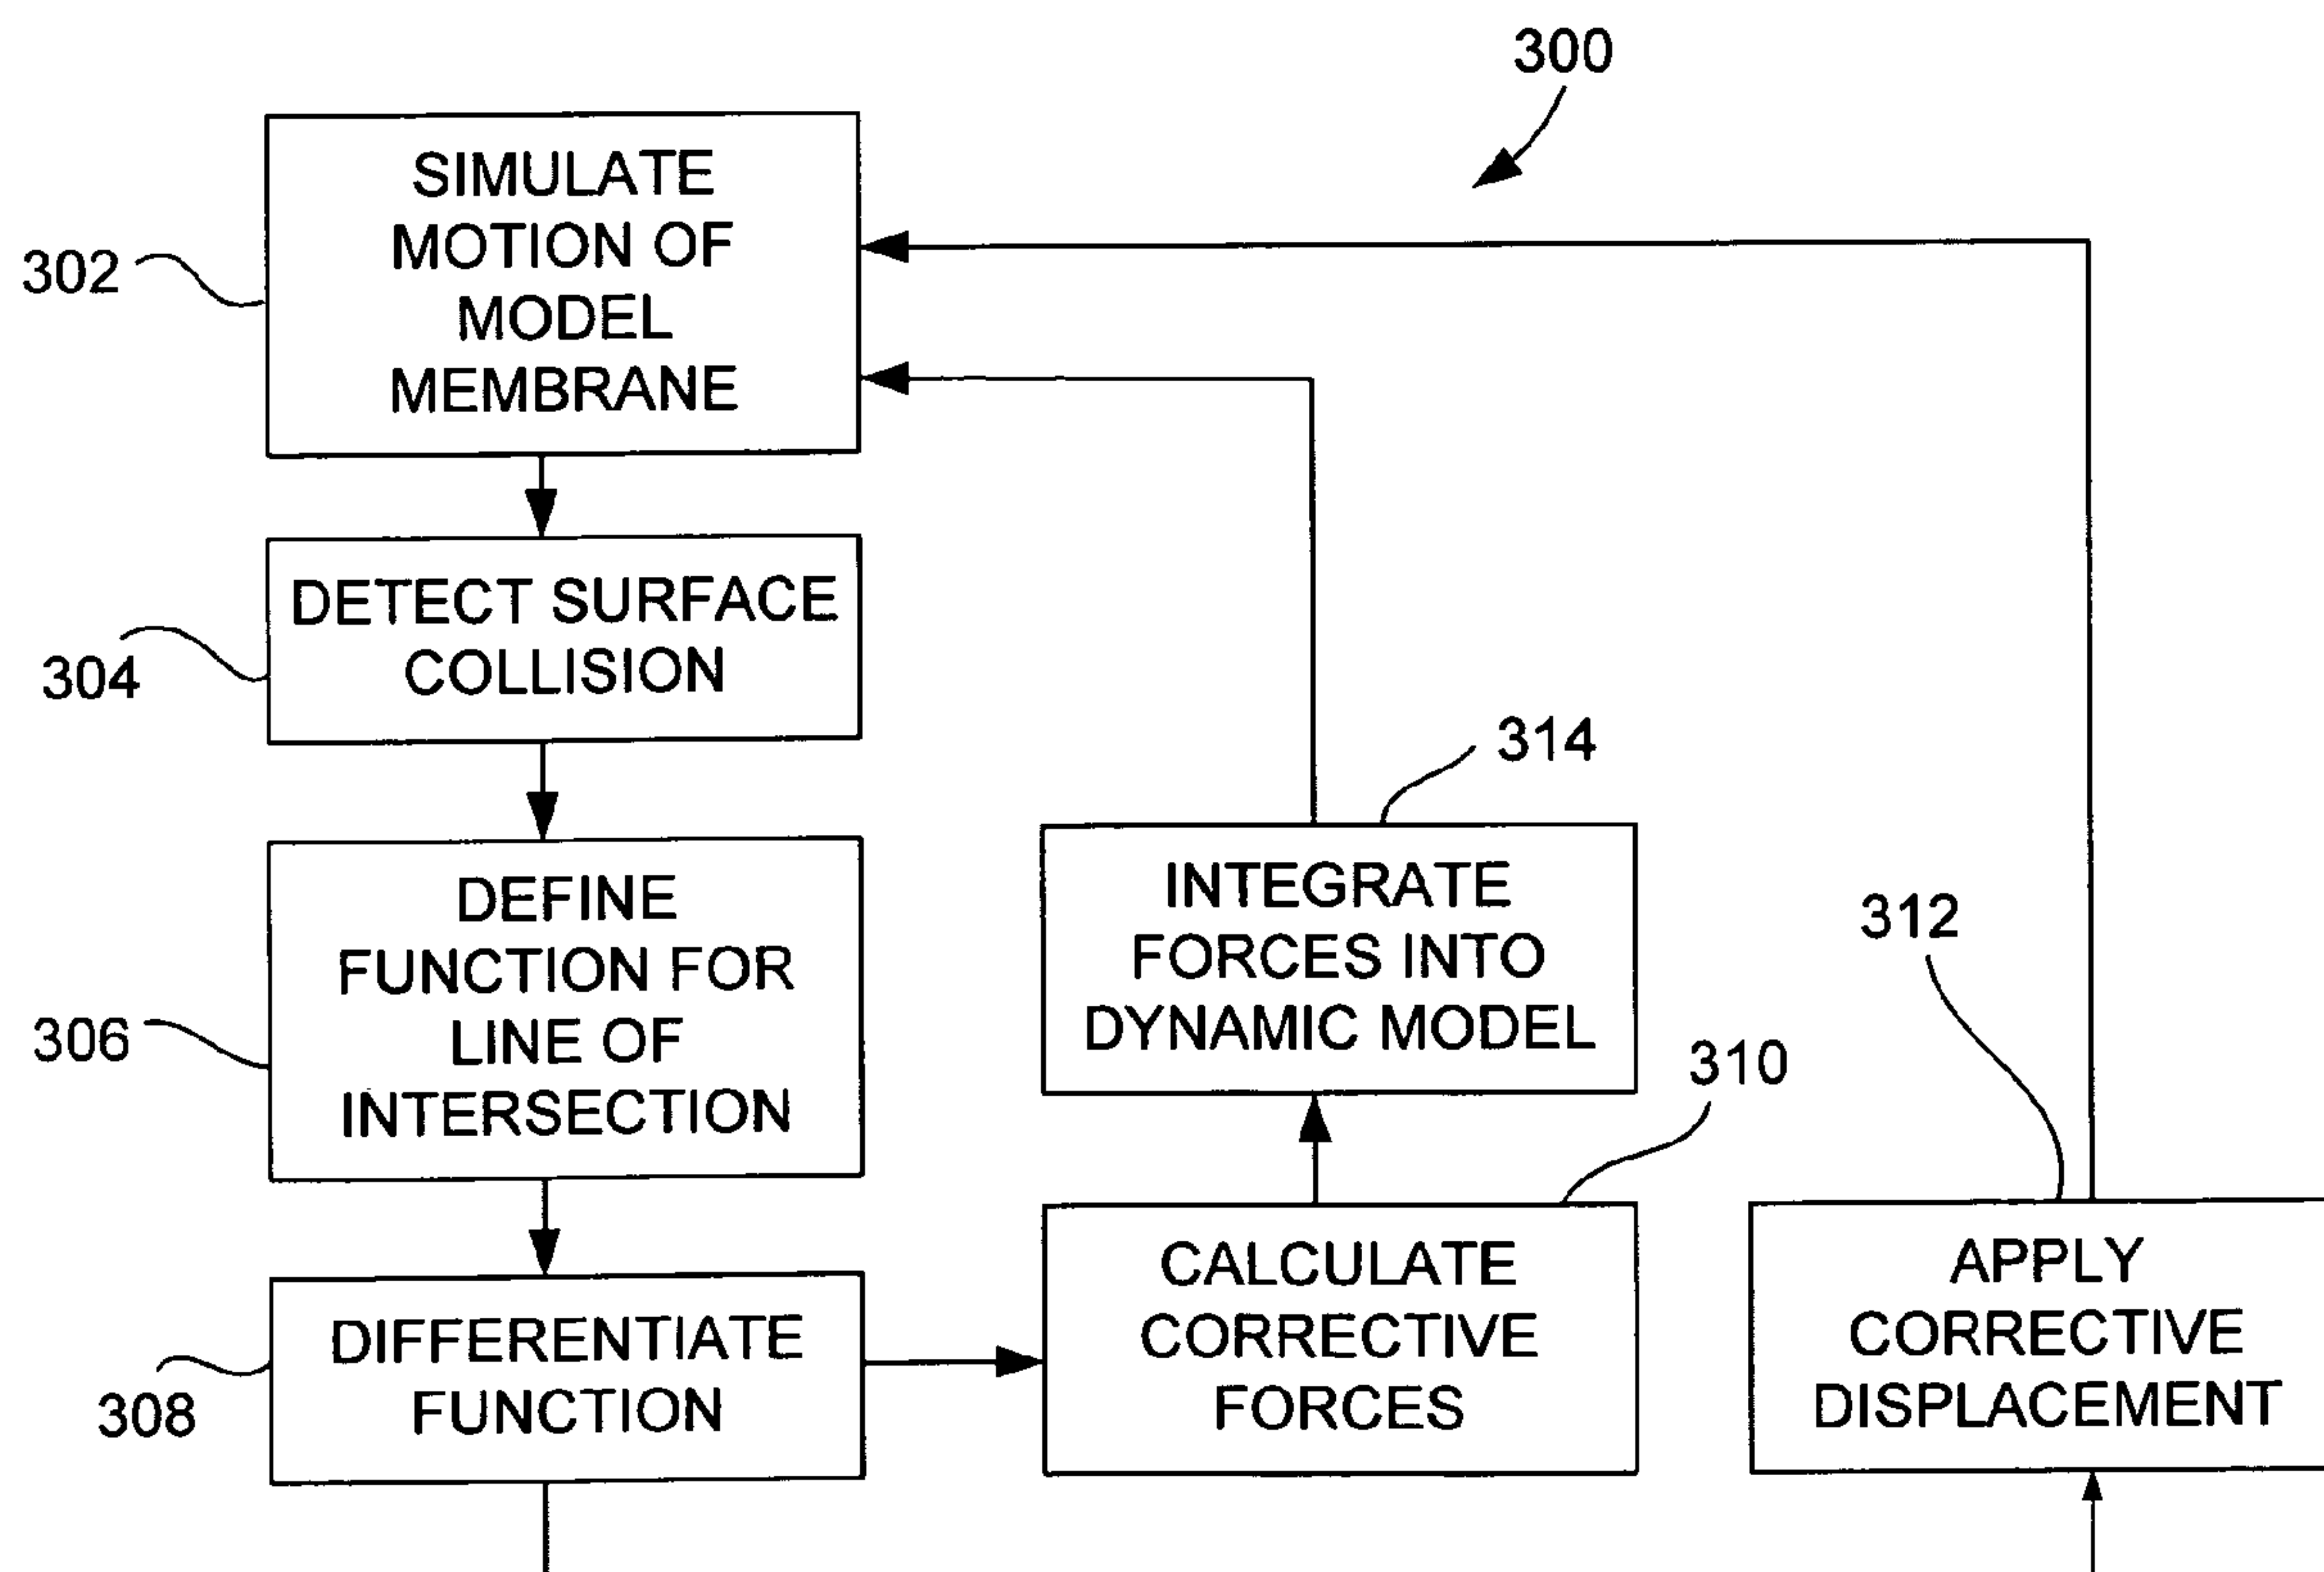 300
SIMULATE
MOTION OF
MODEL
MEMBRANE
302
DETECT SURFACE
COLLISION
304
DEFINE
FUNCTION FOR
LINE OF
INTERSECTION
306
DIFFERENTIATE
FUNCTION
308
314
INTEGRATE
FORCES INTO
DYNAMIC MODEL
310
CALCULATE
CORRECTIVE
FORCES
312
APPLY
CORRECTIVE
DISPLACEMENT